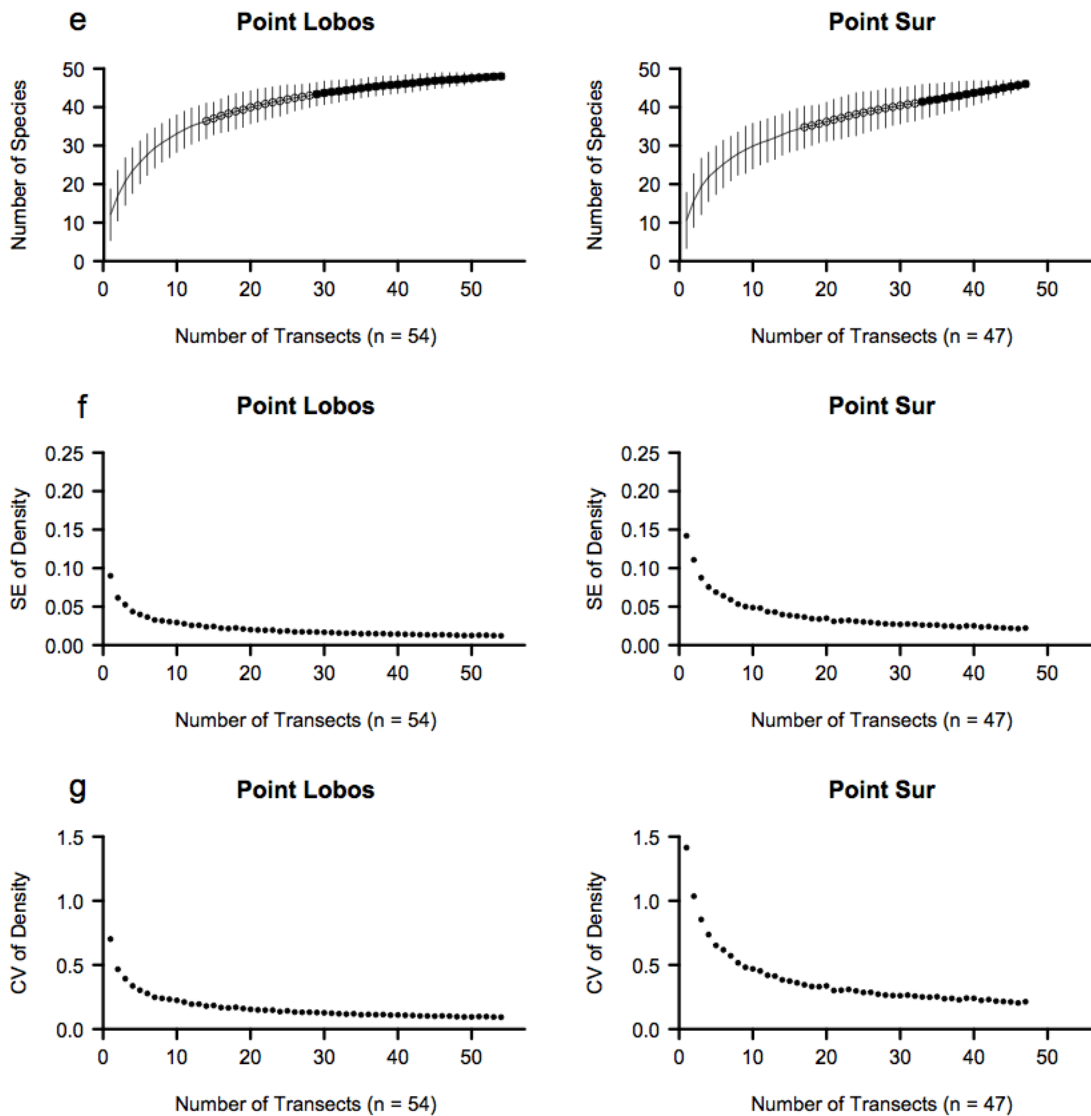 e
Point Lobos
Number of Species
50
40
30
20
10
0
0 10 20 30 40 50
Number of Transects (n = 54)
Point Sur
Number of Species
50
40
30
20
10
0
0 10 20 30 40 50
Number of Transects (n = 47)
f
Point Lobos
SE of Density
0.25
0.20
0.15
0.10
0.05
0.00
0 10 20 30 40 50
Number of Transects (n = 54)
Point Sur
SE of Density
0.25
0.20
0.15
0.10
0.05
0.00
0 10 20 30 40 50
Number of Transects (n = 47)
g
Point Lobos
CV of Density
1.5
1.0
0.5
0.0
0 10 20 30 40 50
Number of Transects (n = 54)
Point Sur
CV of Density
1.5
1.0
0.5
0.0
0 10 20 30 40 50
Number of Transects (n = 47)